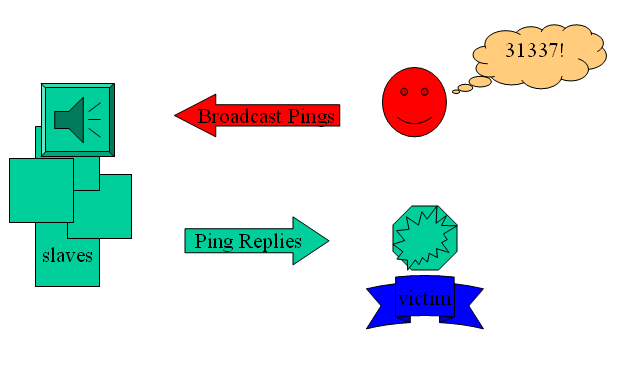 31337!
Broadcast Pings
Ping Replies
slaves
victim